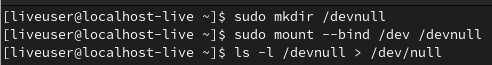 [liveuser@localhost-live ~]$ sudo mkdir /devnull
[liveuser@localhost-live ~]$ sudo mount --bind /dev /devnull
[liveuser@localhost-live ~]$ ls -l /devnull > /dev/null